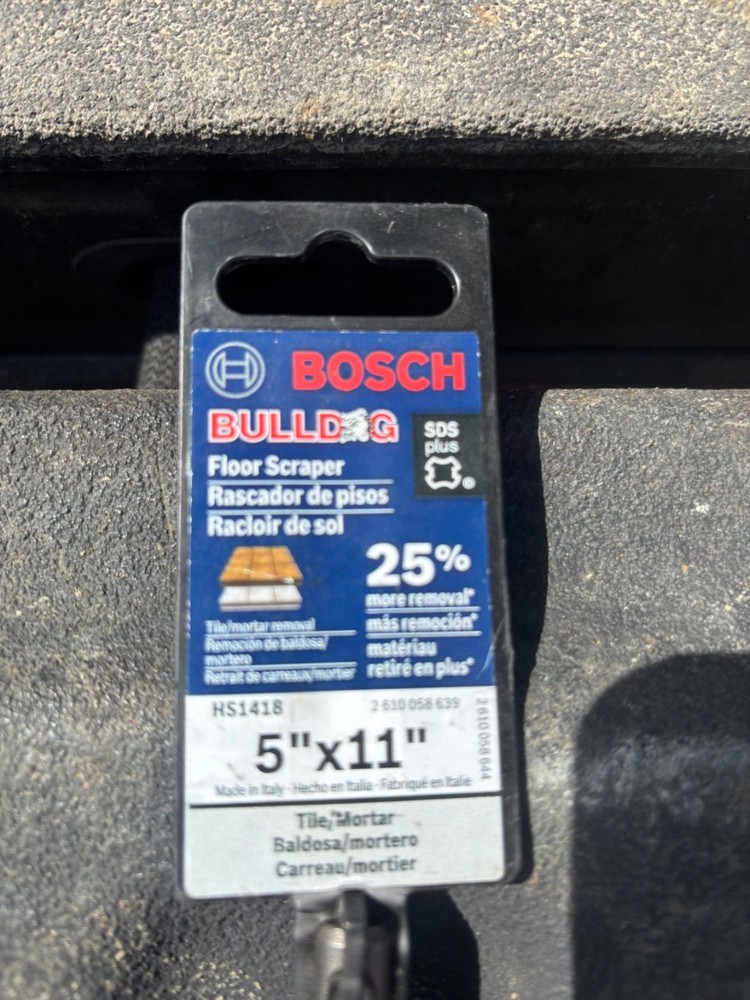 BOSCH
BULLDOG
SDS
plus
®
Floor Scraper
Rascador de pisos
Racloir de sol
25%
more removal*
más remoción*
matériau
retiré en plus*
Tile/mortar removal
Remoción de baldosa/
mortero
Retrait de carreaux/mortier
HS1418
2 610 058 639
2 610 058 644
5"x11"
Made in Italy - Hecho en Italia - Fabriqué en Italie
Tile/Mortar
Baldosa/mortero
Carreau/mortier